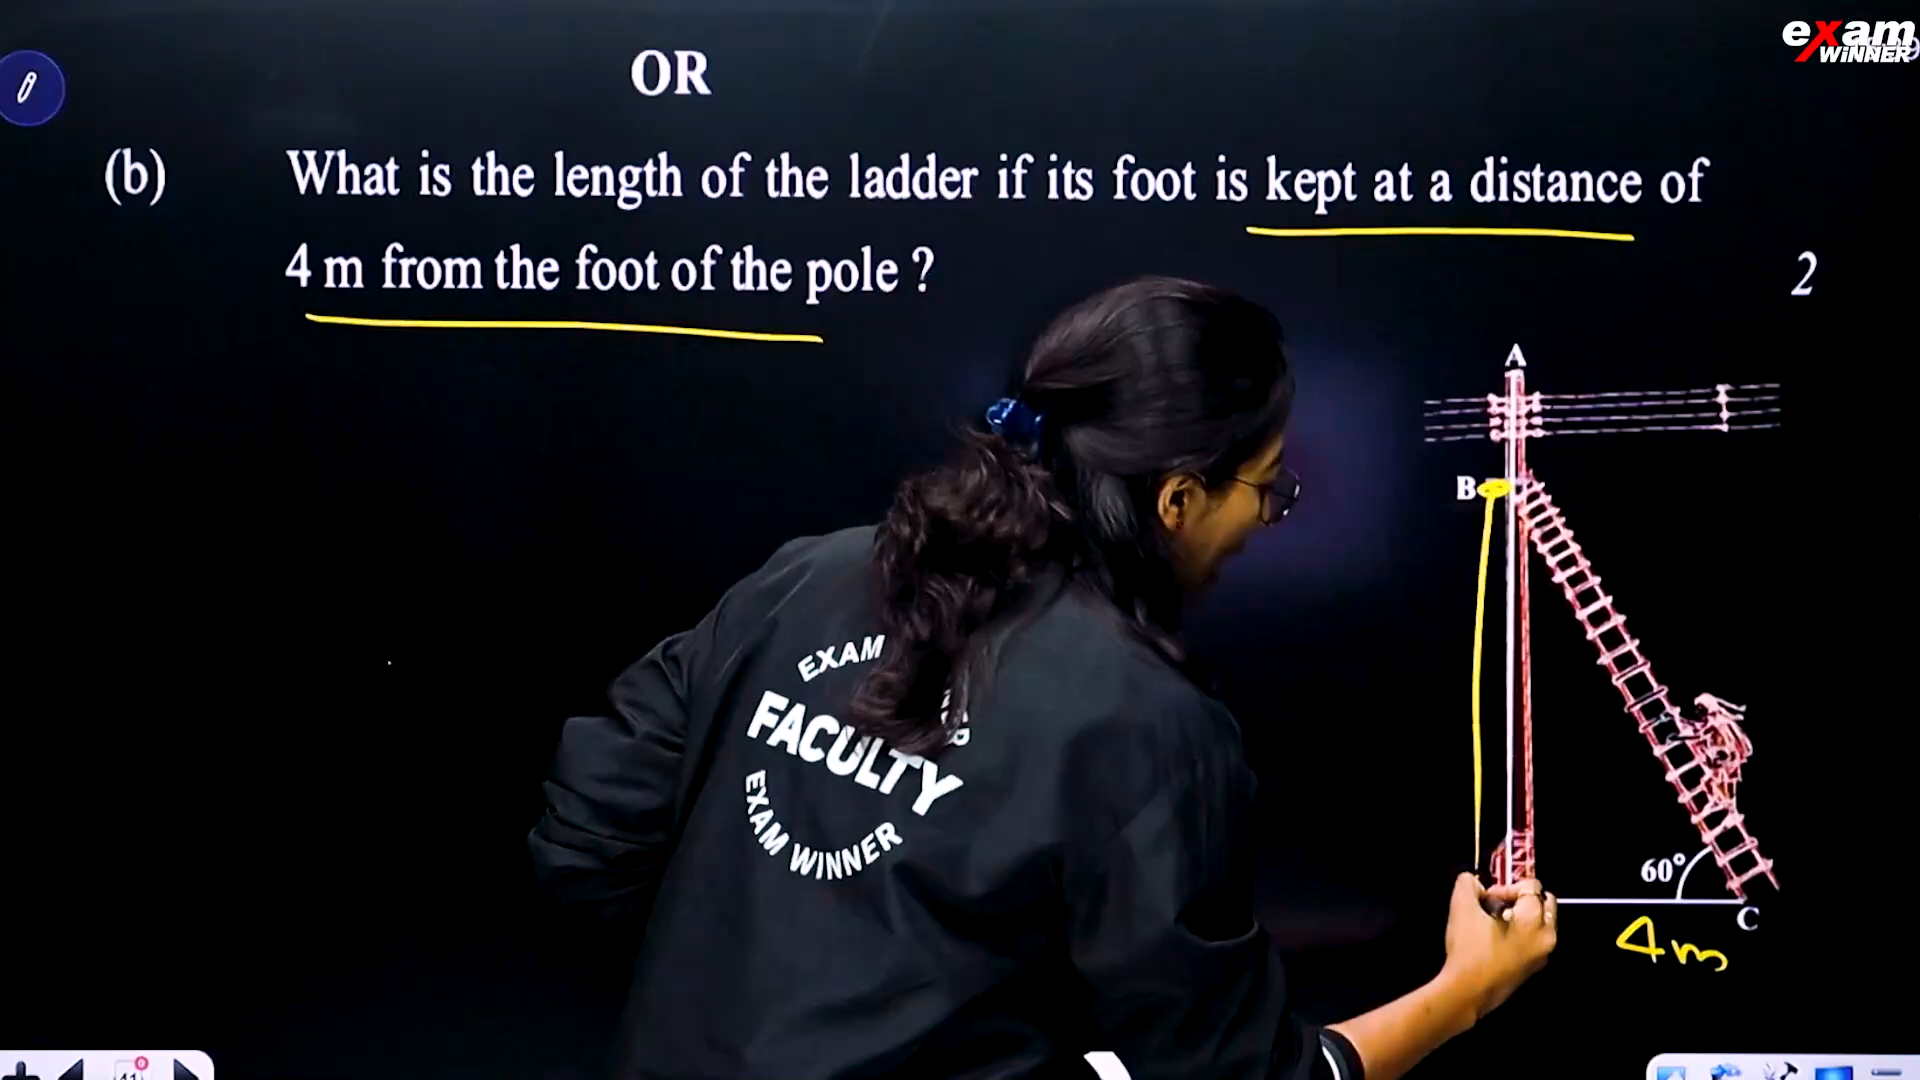 exam
WiNNER
OR
(b) What is the length of the ladder if its foot is kept at a distance of
4 m from the foot of the pole ?
2
A
B
60°
C
4m
EXAM
FACULTY
EXAM WINNER